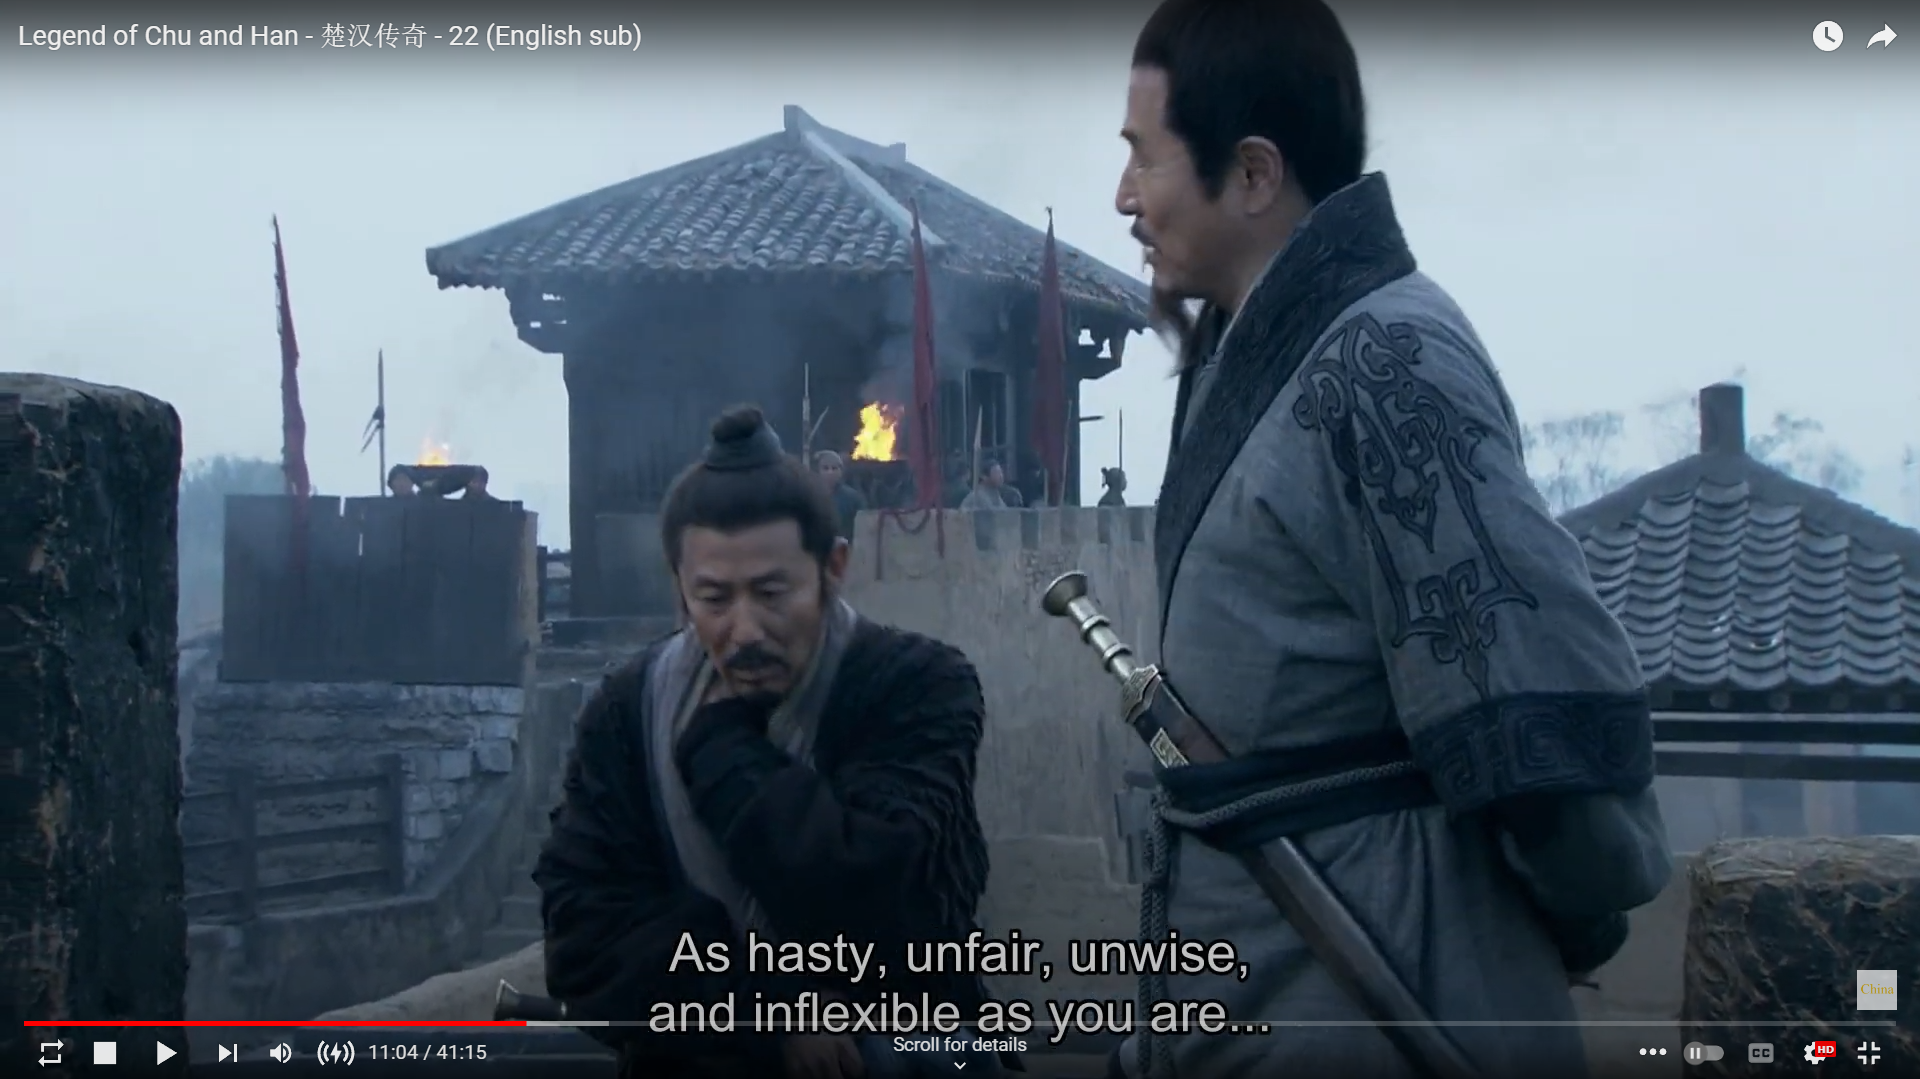 Legend of Chu and Han - 楚汉传奇 - 22 (English sub)
As hasty, unfair, unwise,
and inflexible as you are...
China
Scroll for details
11:04 / 41:15
CC
HD